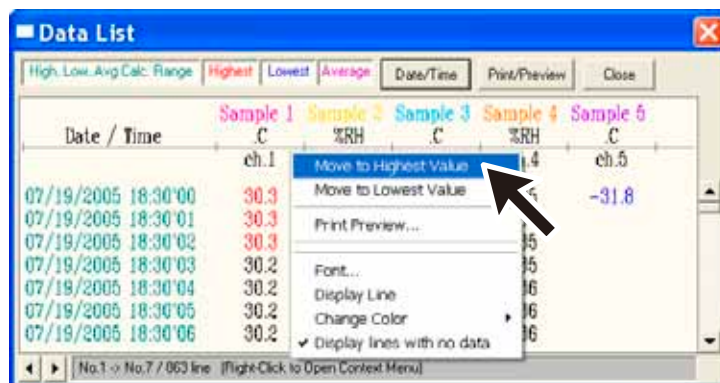 Data List
High, Low, Avg Calc. Range Highest Lowest Average Date/Time Print/Preview Close
Sample 1 Sample 2 Sample 3 Sample 4 Sample 5
Date / Time .C %RH .C %RH .C
ch.1 .4 ch.5
Move to Highest Value
07/19/2005 18:30'00 30.3 Move to Lowest Value -31.8
07/19/2005 18:30'01 30.3
Print Preview...
07/19/2005 18:30'02 30.3
07/19/2005 18:30'03 30.2 Font...
07/19/2005 18:30'04 30.2 Display Line
07/19/2005 18:30'05 30.2 Change Color
07/19/2005 18:30'06 30.2 Display lines with no data
No.1 -> No.7 / 863 line [Right-Click to Open Context Menu]